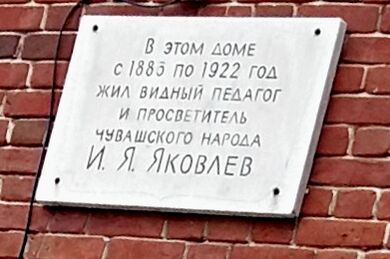 В ЭТОМ ДОМЕ
С 1885 ПО 1922 ГОД
ЖИЛ ВИДНЫЙ ПЕДАГОГ
И ПРОСВЕТИТЕЛЬ
ЧУВАШСКОГО НАРОДА
И. Я. ЯКОВЛЕВ